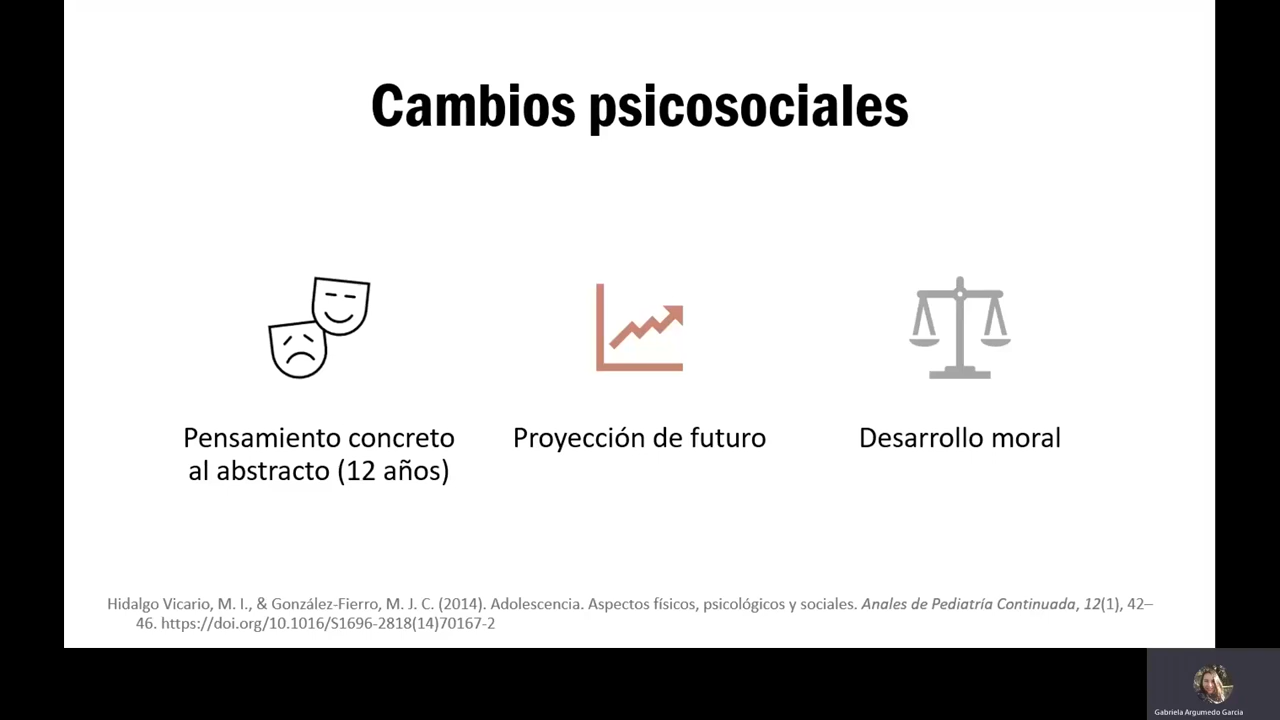 Cambios psicosociales
Pensamiento concreto
al abstracto (12 años)
Proyección de futuro
Desarrollo moral
Hidalgo Vicario, M. I., & González-Fierro, M. J. C. (2014). Adolescencia. Aspectos físicos, psicológicos y sociales. Anales de Pediatría Continuada, 12(1), 42–
46. https://doi.org/10.1016/S1696-2818(14)70167-2
Gabriela Argumedo Garcia